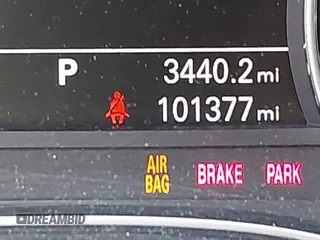 P 3440.2 mi
101377 mi
AIR BAG BRAKE PARK
DREAMBID